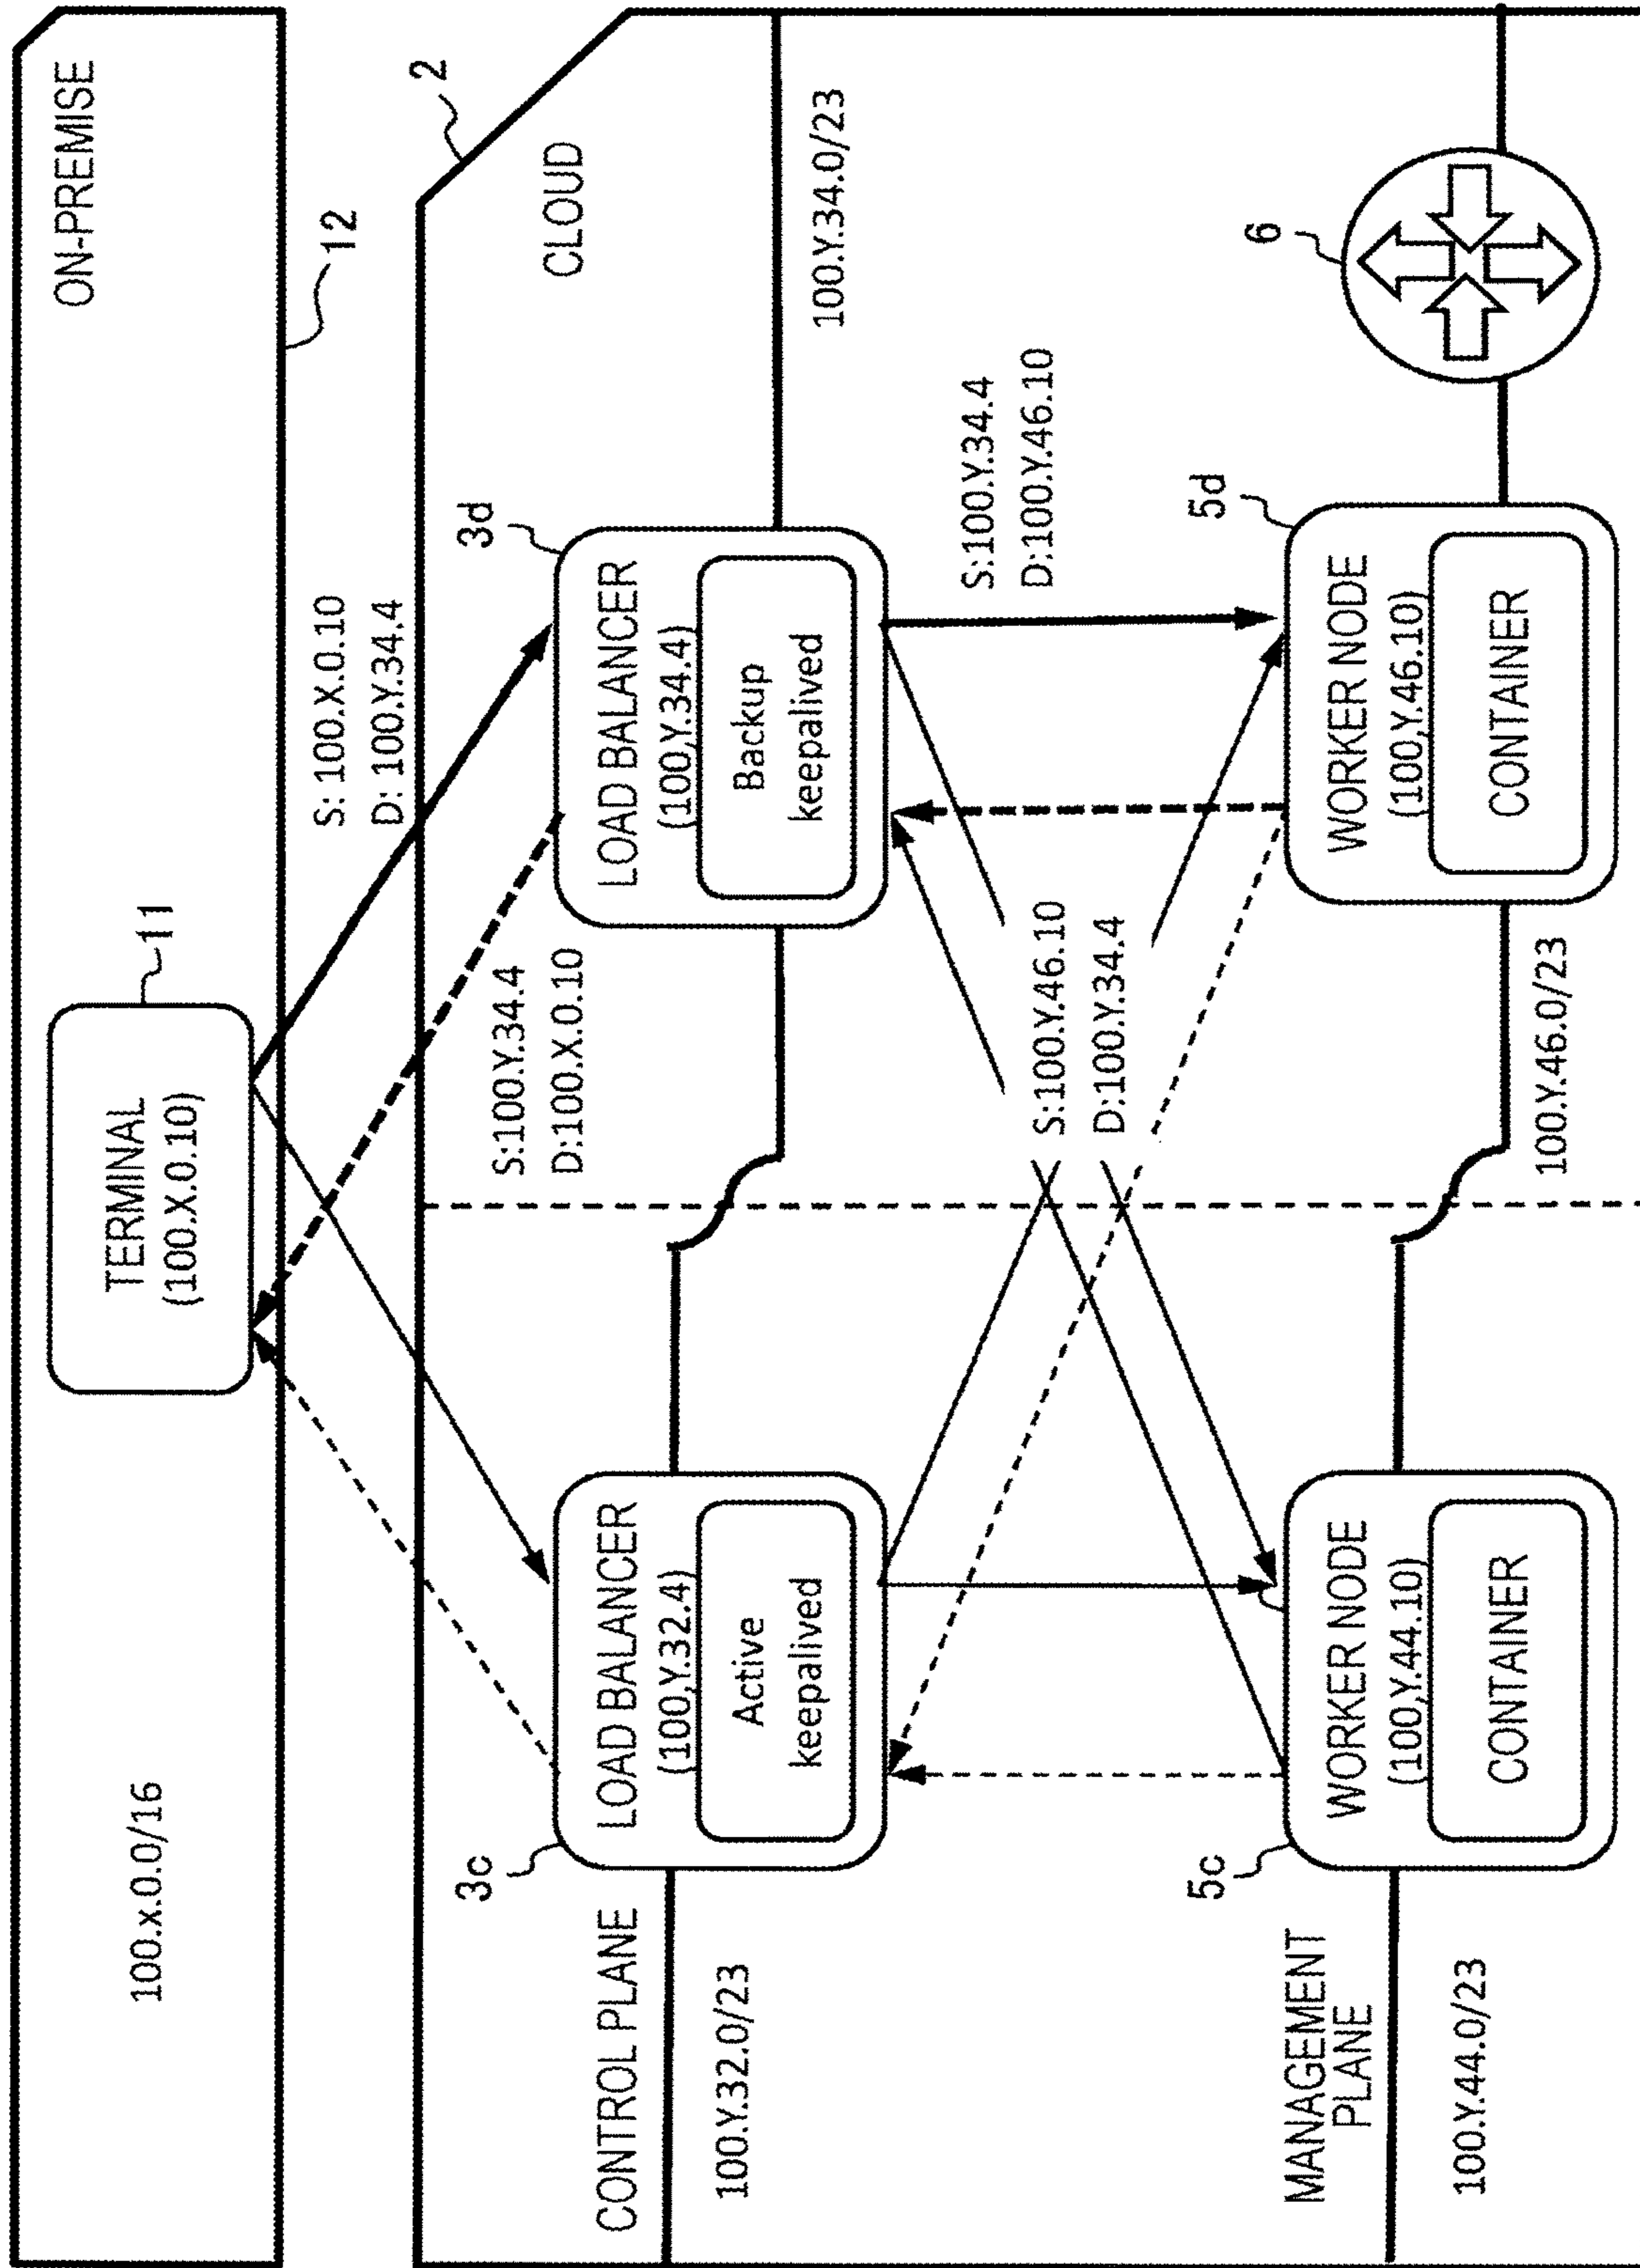 ON-PREMISE
100.x.0.0/16
TERMINAL
(100.X.0.10)
11
12
S: 100.X.0.10
D: 100.Y.34.4
2
CLOUD
S:100.Y.34.4
D:100.X.0.10
CONTROL PLANE
100.Y.32.0/23
3c
LOAD BALANCER
(100,Y.32.4)
Active
keepalived
3d
LOAD BALANCER
(100,Y.34.4)
Backup
keepalived
100.Y.34.0/23
S:100.Y.34.4
D:100.Y.46.10
S:100.Y.46.10
D:100.Y.34.4
MANAGEMENT
PLANE
100.Y.44.0/23
5c
WORKER NODE
(100,Y.44.10)
CONTAINER
5d
WORKER NODE
(100,Y.46.10)
CONTAINER
100.Y.46.0/23
6